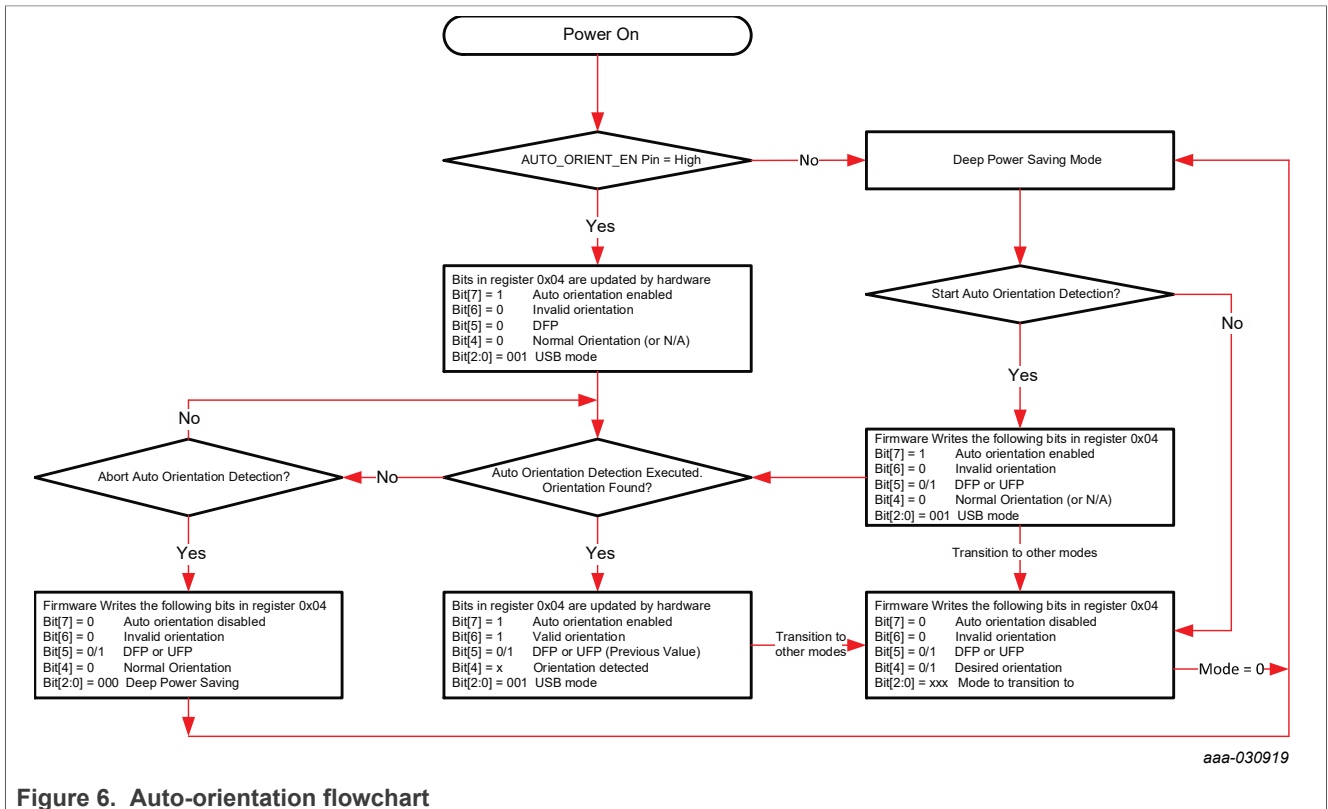 Power On
AUTO_ORIENT_EN Pin = High
No
Deep Power Saving Mode
Yes
Bits in register 0x04 are updated by hardware
Bit[7] = 1 Auto orientation enabled
Bit[6] = 0 Invalid orientation
Bit[5] = 0 DFP
Bit[4] = 0 Normal Orientation (or N/A)
Bit[2:0] = 001 USB mode
Start Auto Orientation Detection?
No
Yes
No
Abort Auto Orientation Detection?
No
Auto Orientation Detection Executed.
Orientation Found?
Firmware Writes the following bits in register 0x04
Bit[7] = 1 Auto orientation enabled
Bit[6] = 0 Invalid orientation
Bit[5] = 0/1 DFP or UFP
Bit[4] = 0 Normal Orientation (or N/A)
Bit[2:0] = 001 USB mode
Yes
Yes
Transition to other modes
Firmware Writes the following bits in register 0x04
Bit[7] = 0 Auto orientation disabled
Bit[6] = 0 Invalid orientation
Bit[5] = 0/1 DFP or UFP
Bit[4] = 0 Normal Orientation
Bit[2:0] = 000 Deep Power Saving
Bits in register 0x04 are updated by hardware
Bit[7] = 1 Auto orientation enabled
Bit[6] = 1 Valid orientation
Bit[5] = 0/1 DFP or UFP (Previous Value)
Bit[4] = x Orientation detected
Bit[2:0] = 001 USB mode
Transition to
other modes
Firmware Writes the following bits in register 0x04
Bit[7] = 0 Auto orientation disabled
Bit[6] = 0 Invalid orientation
Bit[5] = 0/1 DFP or UFP
Bit[4] = 0/1 Desired orientation
Bit[2:0] = xxx Mode to transition to
Mode = 0
aaa-030919
Figure 6. Auto-orientation flowchart